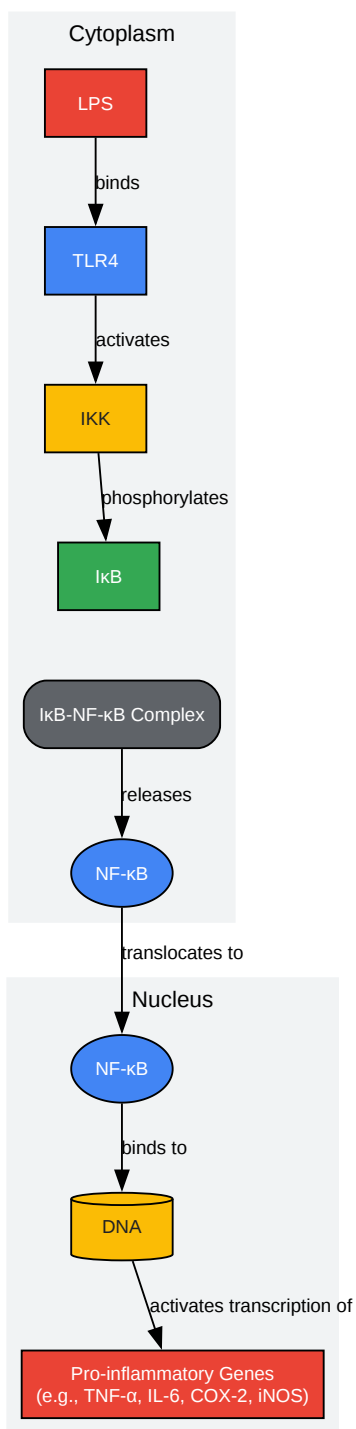 Cytoplasm
LPS
binds
TLR4
activates
IKK
phosphorylates
IκB
IκB-NF-κB Complex
releases
NF-κB
translocates to
Nucleus
NF-κB
binds to
DNA
activates transcription of
Pro-inflammatory Genes
(e.g., TNF-α, IL-6, COX-2, iNOS)